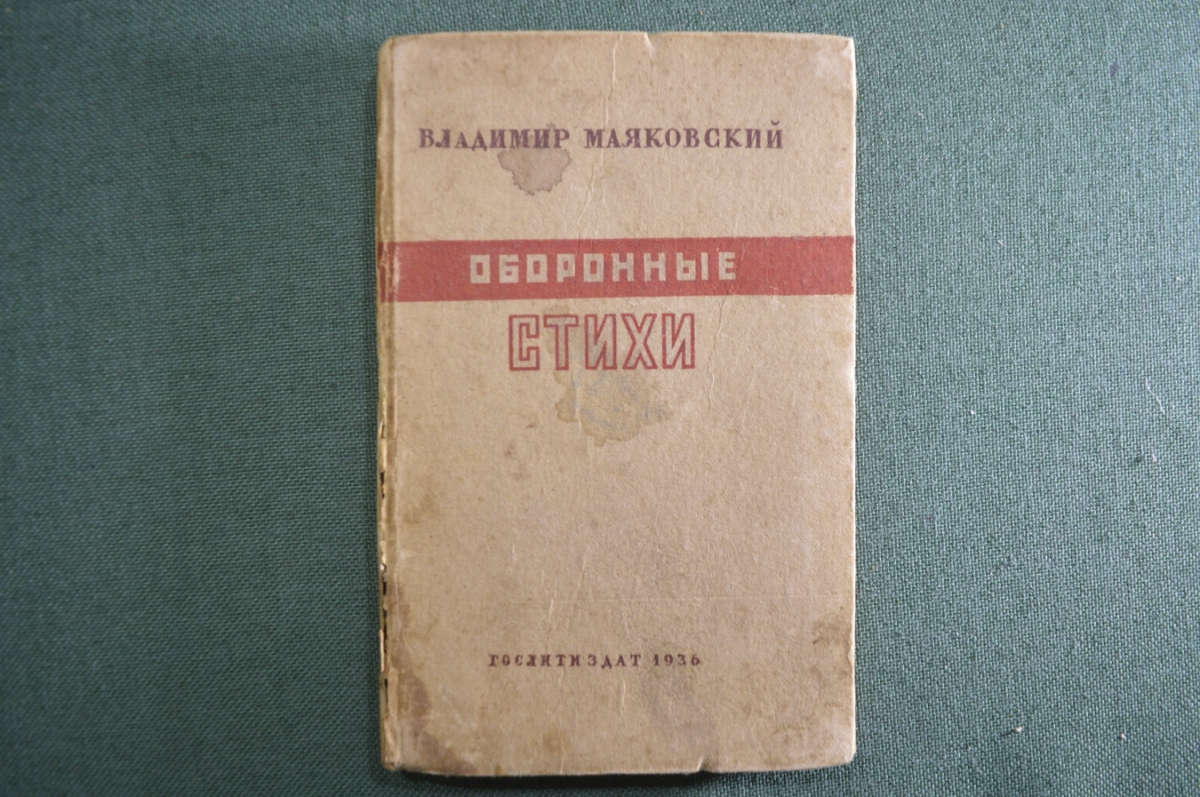 ВЛАДИМИР МАЯКОВСКИЙ
ОБОРОННЫЕ
СТИХИ
ГОСЛИТИЗДАТ 1936